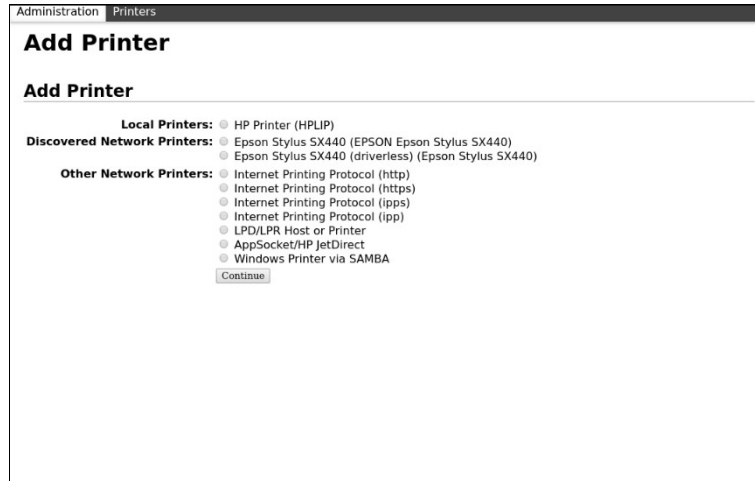 Administration Printers
Add Printer
Add Printer
Local Printers: HP Printer (HPLIP)
Discovered Network Printers: Epson Stylus SX440 (EPSON Epson Stylus SX440)
Epson Stylus SX440 (driverless) (Epson Stylus SX440)
Other Network Printers: Internet Printing Protocol (http)
Internet Printing Protocol (https)
Internet Printing Protocol (ipps)
Internet Printing Protocol (ipp)
LPD/LPR Host or Printer
AppSocket/HP JetDirect
Windows Printer via SAMBA
Continue